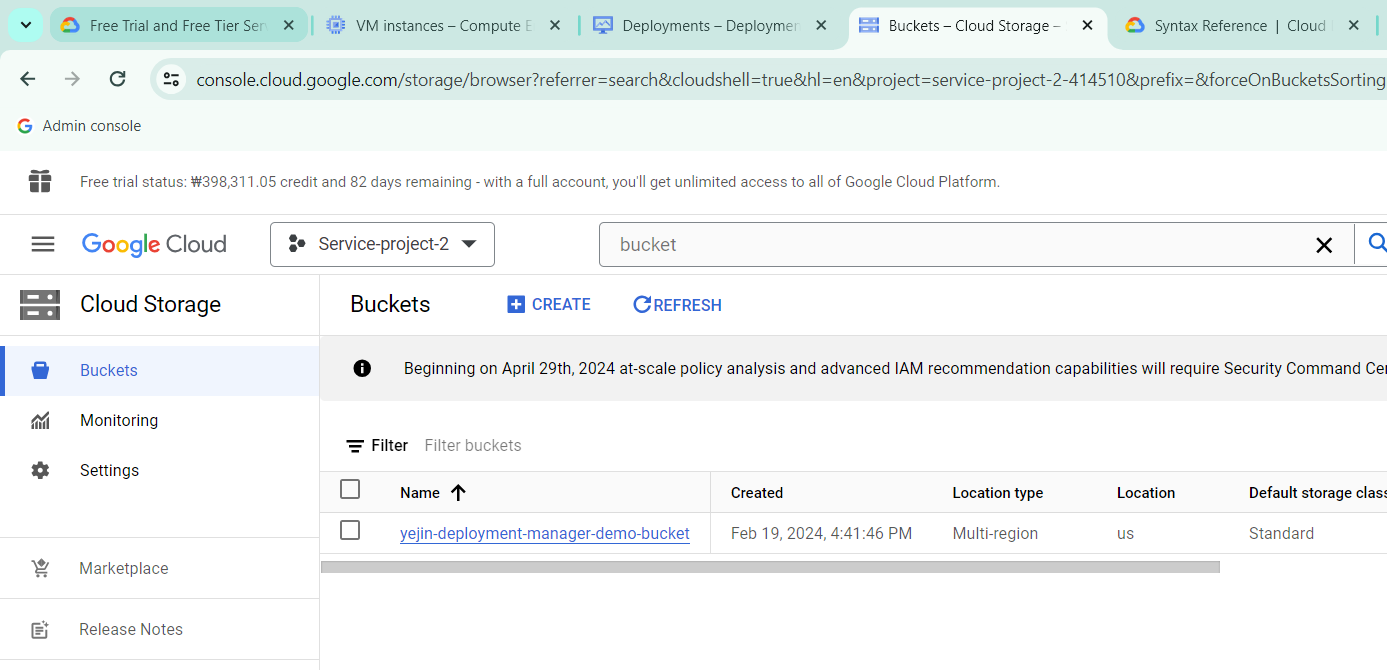 Free Trial and Free Tier Ser
VM instances – Compute E
Deployments – Deploymen
Buckets – Cloud Storage –
Syntax Reference | Cloud
console.cloud.google.com/storage/browser?referrer=search&cloudshell=true&hl=en&project=service-project-2-414510&prefix=&forceOnBucketsSorting
Admin console
Free trial status: ₩398,311.05 credit and 82 days remaining - with a full account, you'll get unlimited access to all of Google Cloud Platform.
Google Cloud
Service-project-2
bucket
Cloud Storage
Buckets
CREATE
REFRESH
Buckets
Monitoring
Settings
Marketplace
Release Notes
Beginning on April 29th, 2024 at-scale policy analysis and advanced IAM recommendation capabilities will require Security Command Cer
Filter Filter buckets
Name Created Location type Location Default storage class
yejin-deployment-manager-demo-bucket Feb 19, 2024, 4:41:46 PM Multi-region us Standard